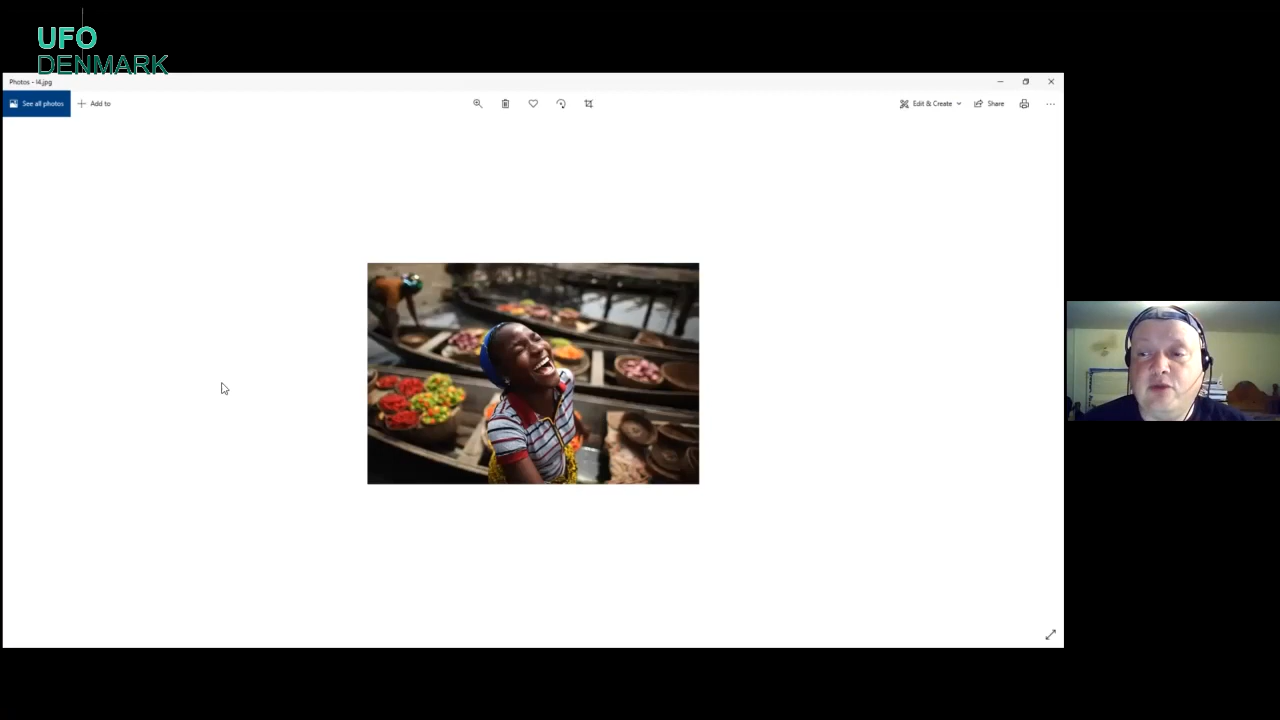 UFO
DENMARK
Photos - I4.jpg
See all photos
Add to
Edit & Create
Share